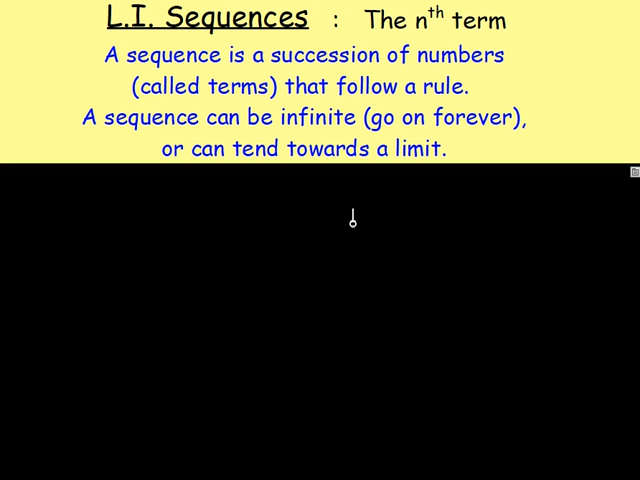 L.I. Sequences : The nth term
A sequence is a succession of numbers
(called terms) that follow a rule.
A sequence can be infinite (go on forever),
or can tend towards a limit.